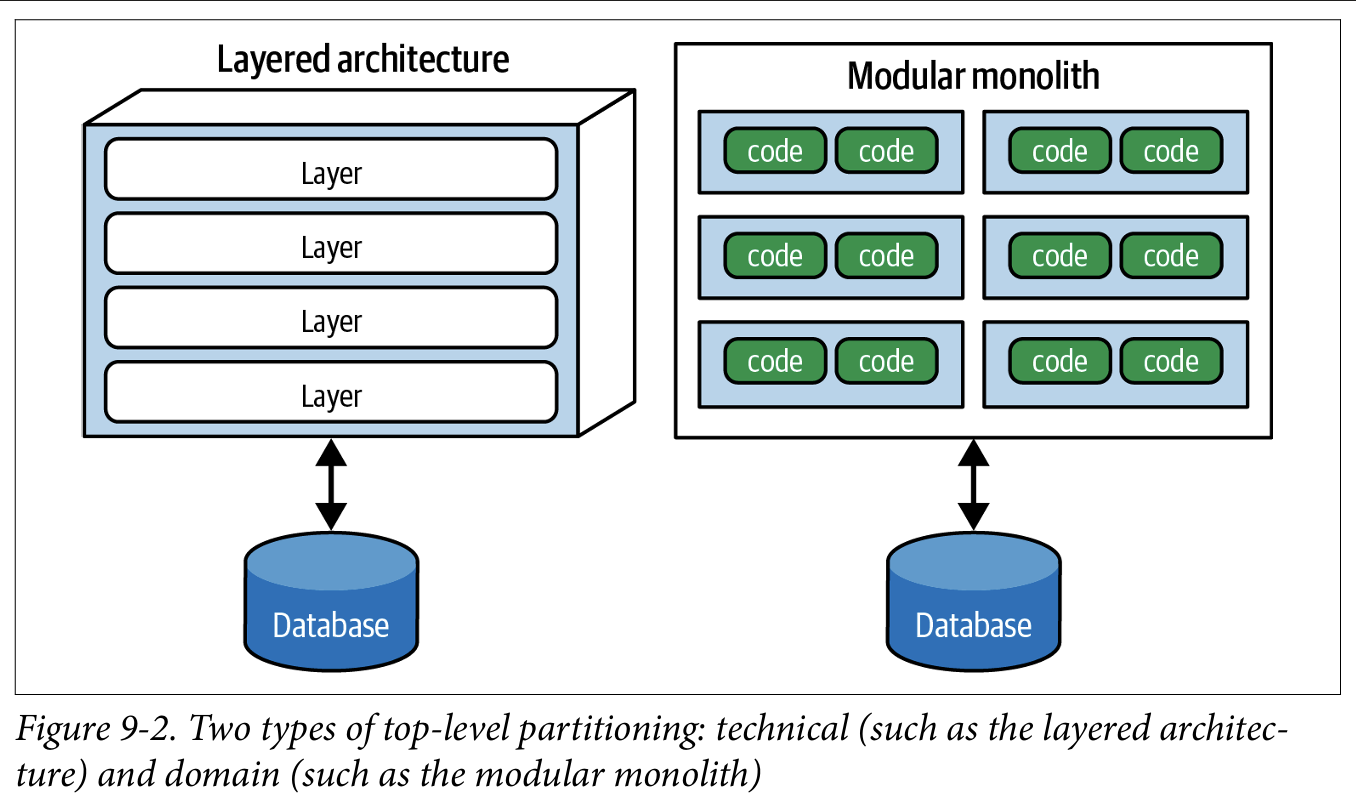 Layered architecture
Layer
Layer
Layer
Layer
Database
Modular monolith
code code
code code
code code
code code
code code
code code
Database
Figure 9-2. Two types of top-level partitioning: technical (such as the layered architec-
ture) and domain (such as the modular monolith)